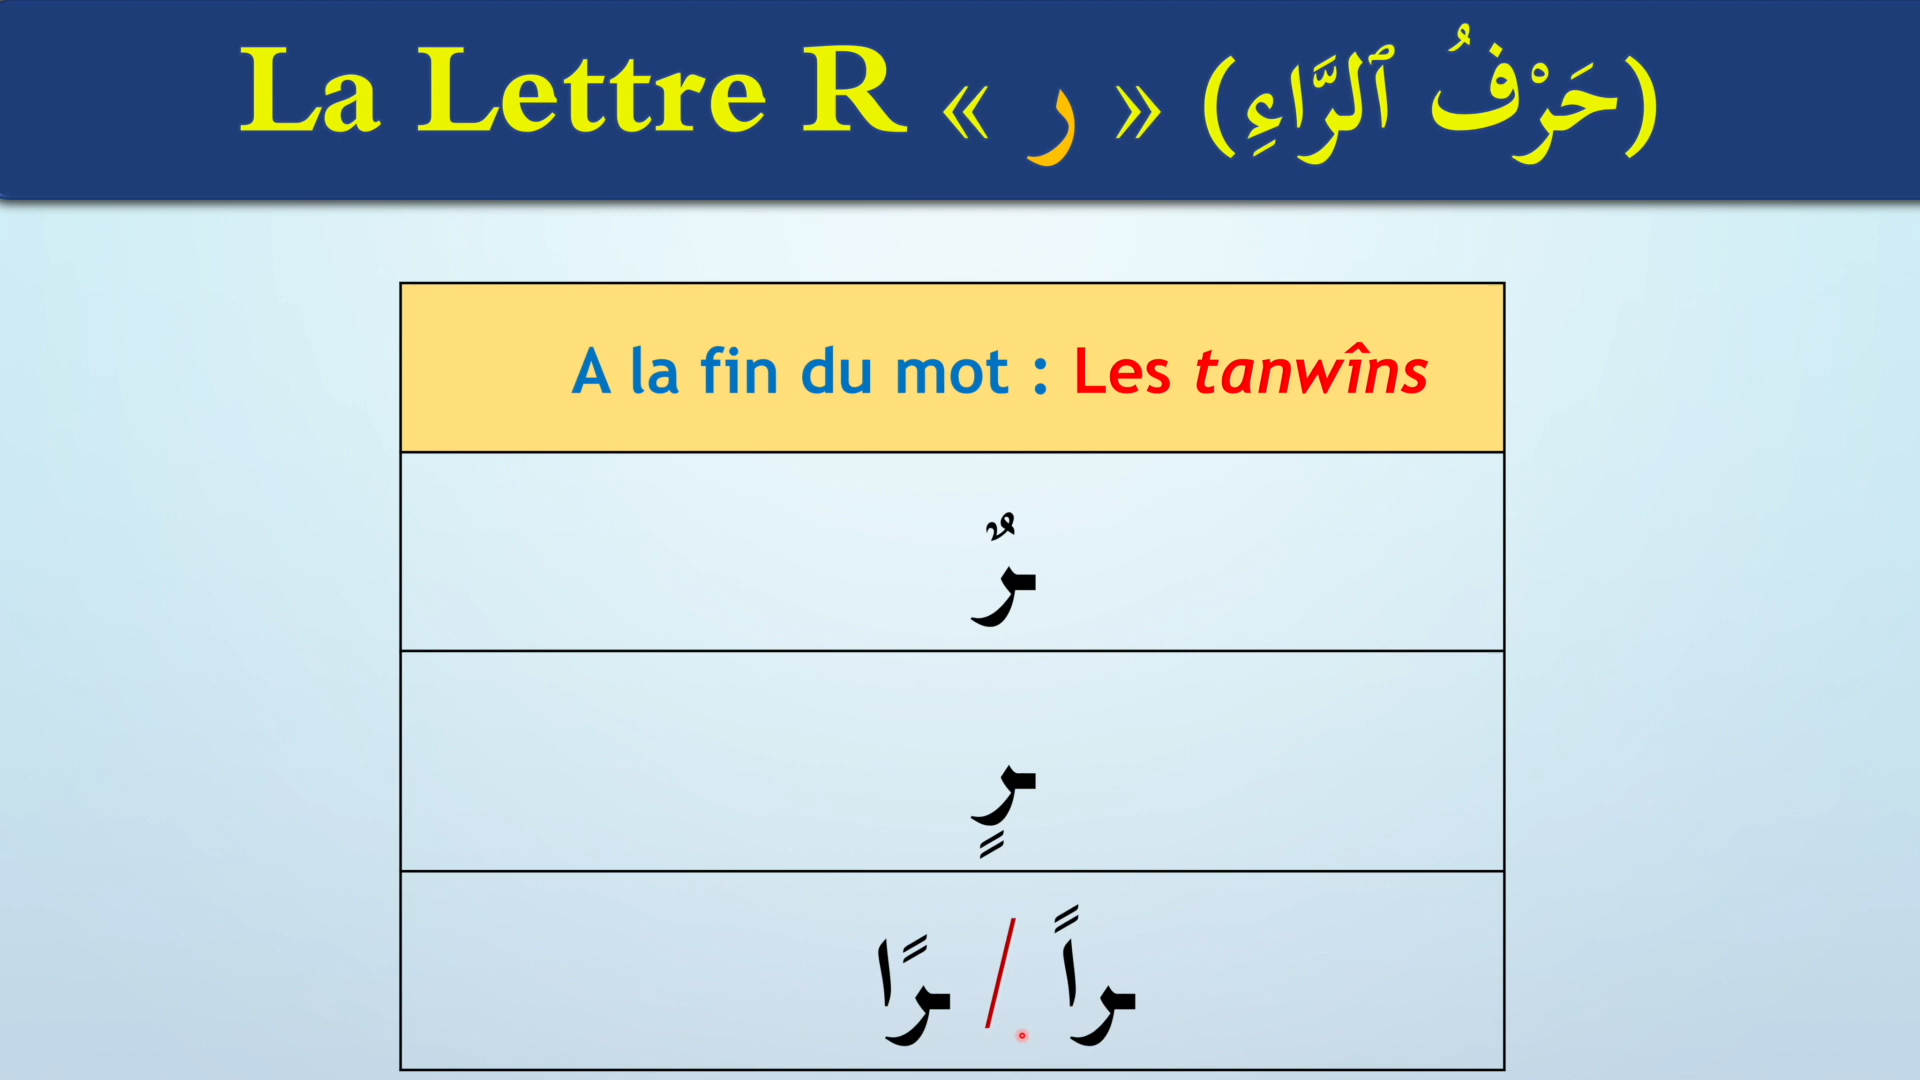 La Lettre R « ر » (حَرْفُ ٱلرَّاءِ)
A la fin du mot : Les tanwîns
ـرٌ
ـرٍ
ـراً / ـرًا